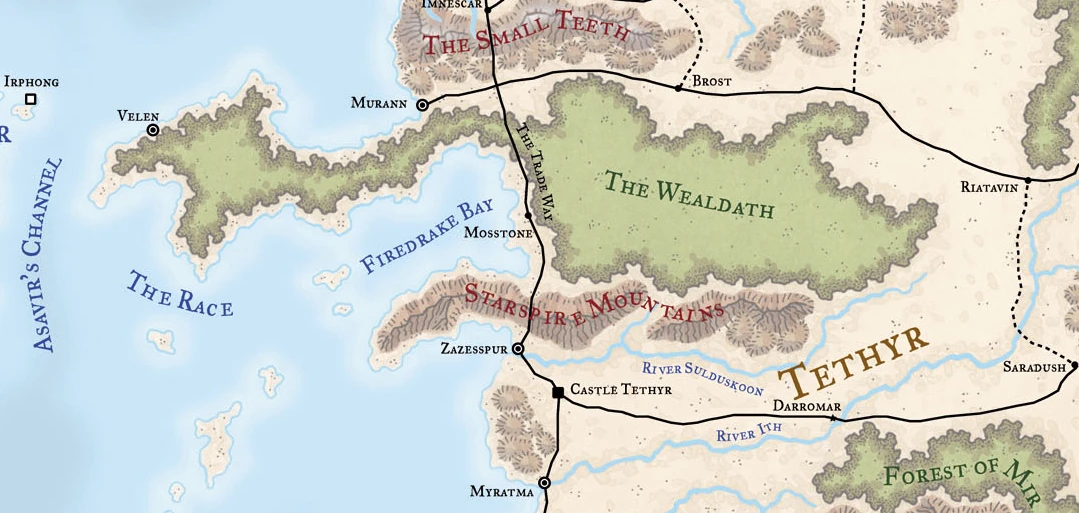 Imnescar
The Small Teeth
Irphong
Brost
Murann
Velen
R
The Trade Way
Asavir's Channel
The Wealdath
Riatavin
Firedrake Bay
Mosstone
The Race
Starspire Mountains
Zazesspur
Tethyr
River Sulduskoon
Saradush
Castle Tethyr
Darromar
River Ith
Forest of Mir
Myratma